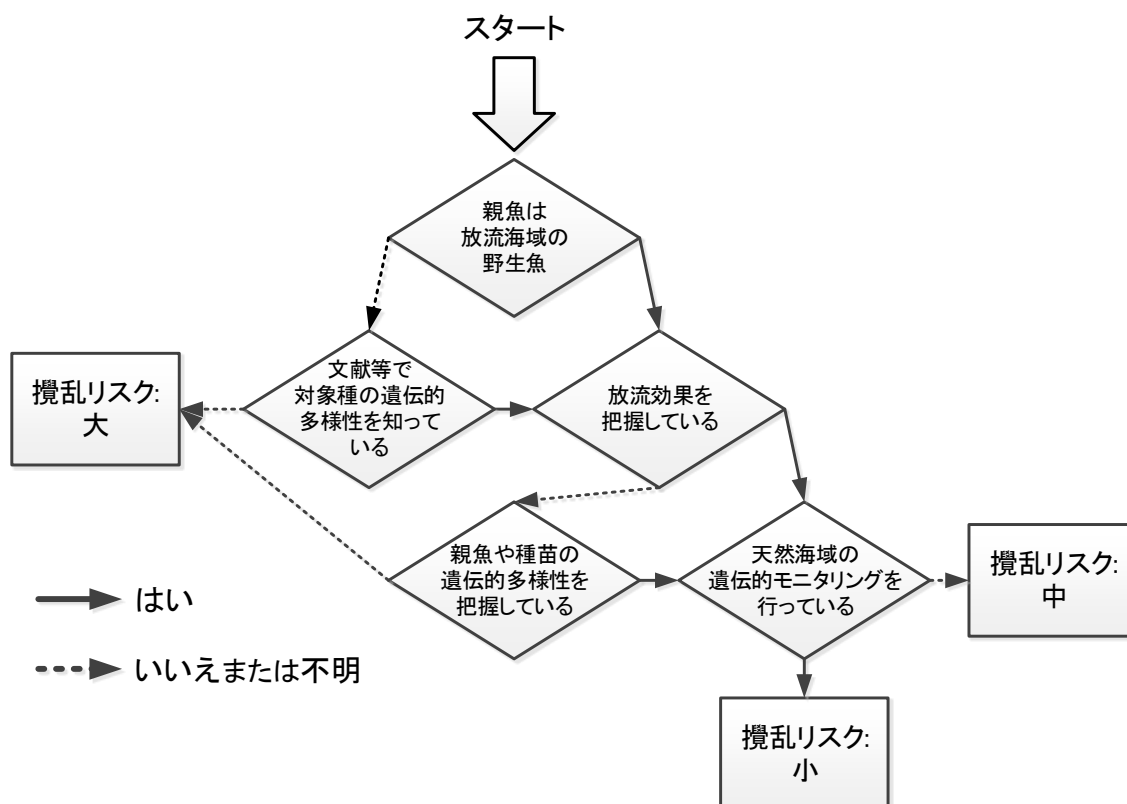 スタート
親魚は
放流海域の
野生魚
文献等で
対象種の遺伝的
多様性を知って
いる
放流効果を
把握している
攪乱リスク:
大
親魚や種苗の
遺伝的多様性を
把握している
天然海域の
遺伝的モニタリングを
行っている
攪乱リスク:
中
はい
いいえまたは不明
攪乱リスク:
小